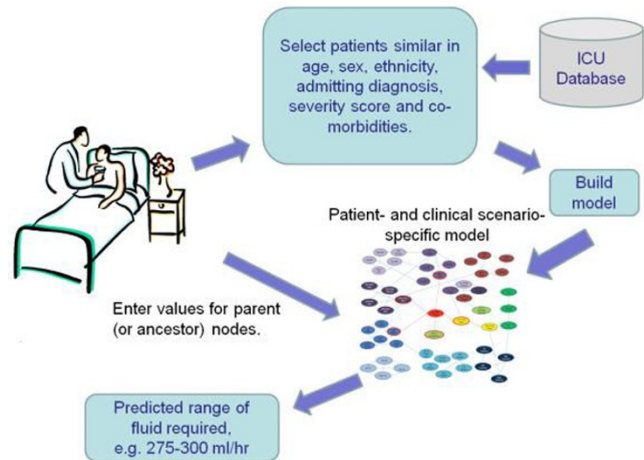 Select patients similar in
age, sex, ethnicity,
admitting diagnosis,
severity score and co-
morbidities.
ICU
Database
Build
model
Patient- and clinical scenario-
specific model
Enter values for parent
(or ancestor) nodes.
Predicted range of
fluid required,
e.g. 275-300 ml/hr